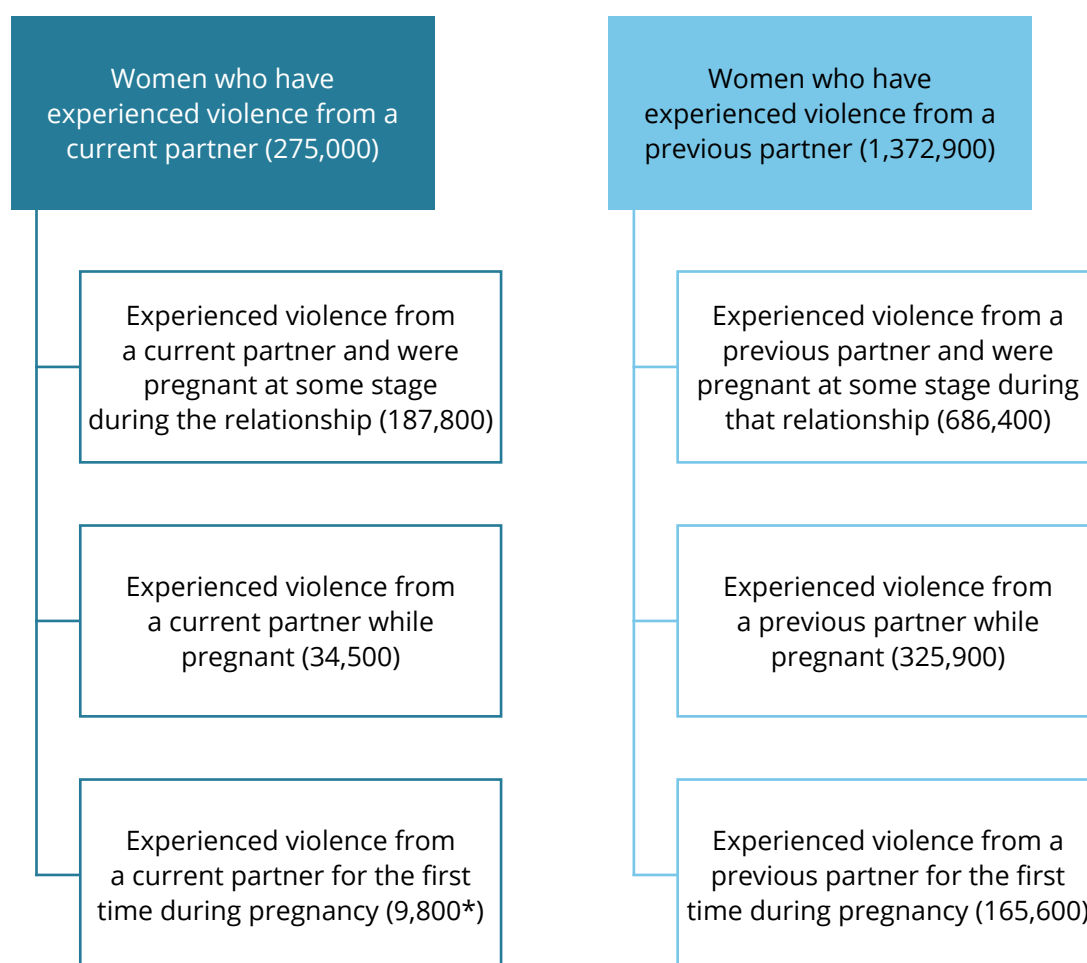 Women who have
experienced violence from a
current partner (275,000)
Experienced violence from
a current partner and were
pregnant at some stage
during the relationship (187,800)
Experienced violence from
a current partner while
pregnant (34,500)
Experienced violence from
a current partner for the first
time during pregnancy (9,800*)
Women who have
experienced violence from a
previous partner (1,372,900)
Experienced violence from a
previous partner and were
pregnant at some stage during
that relationship (686,400)
Experienced violence from
a previous partner while
pregnant (325,900)
Experienced violence from a
previous partner for the first
time during pregnancy (165,600)